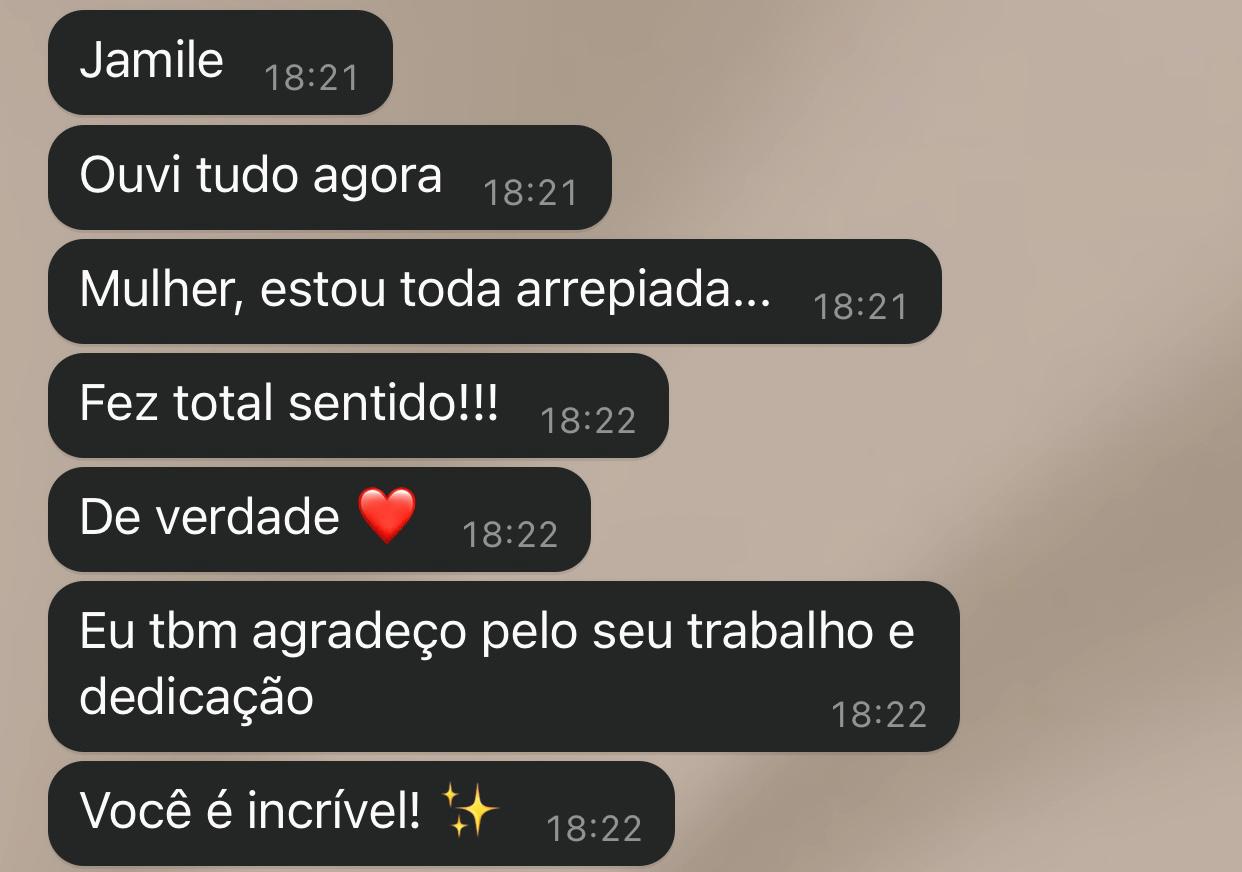 Jamile 18:21
Ouvi tudo agora 18:21
Mulher, estou toda arrepiada... 18:21
Fez total sentido!!! 18:22
De verdade ❤️ 18:22
Eu tbm agradeço pelo seu trabalho e
dedicação 18:22
Você é incrível! ✨ 18:22